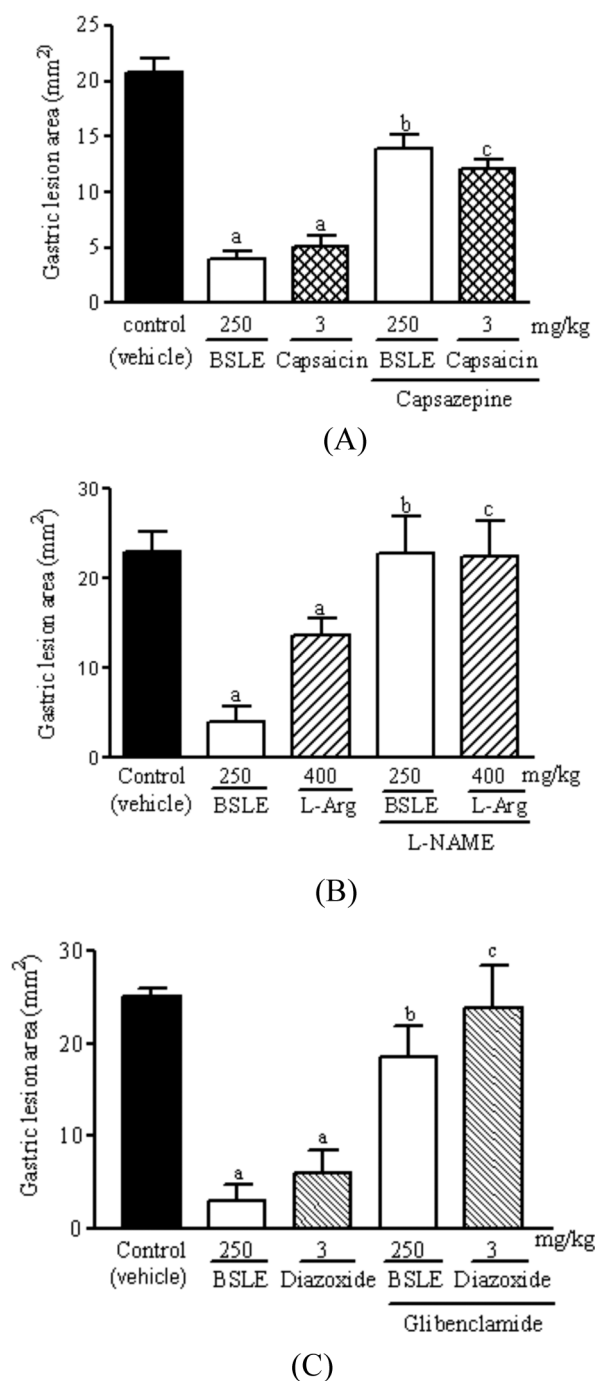 25
20
15
10
5
0
Gastric lesion area (mm²)
a
a
b
c
control
(vehicle)
250
3
250
3
mg/kg
BSLE
Capsaicin
BSLE
Capsaicin
Capsazepine
(A)
30
20
10
0
Gastric lesion area (mm²)
a
a
b
c
Control
(vehicle)
250
400
250
400
mg/kg
BSLE
L-Arg
BSLE
L-Arg
L-NAME
(B)
30
20
10
0
Gastric lesion area (mm²)
a
a
b
c
Control
(vehicle)
250
3
250
3
mg/kg
BSLE
Diazoxide
BSLE
Diazoxide
Glibenclamide
(C)